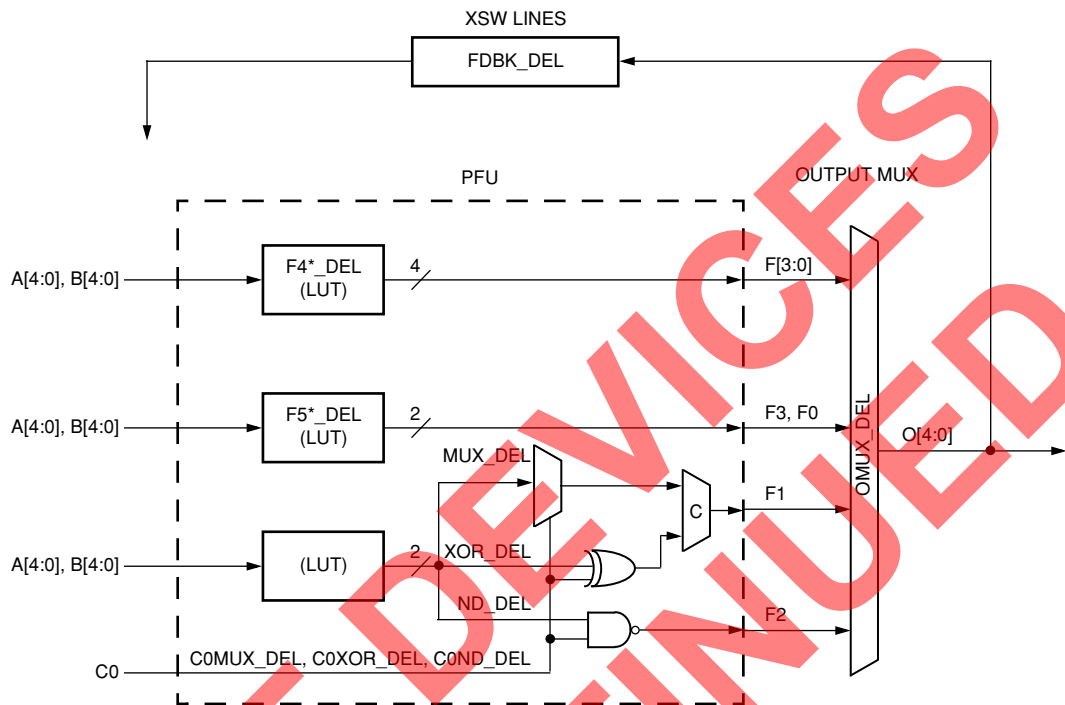 XSW LINES
FDBK_DEL
PFU
OUTPUT MUX
A[4:0], B[4:0]
F4*_DEL
(LUT)
4
F[3:0]
A[4:0], B[4:0]
F5*_DEL
(LUT)
2
F3, F0
OMUX_DEL
O[4:0]
MUX_DEL
C
F1
A[4:0], B[4:0]
(LUT)
2
XOR_DEL
ND_DEL
F2
C0
C0MUX_DEL, C0XOR_DEL, C0ND_DEL
DEVICES